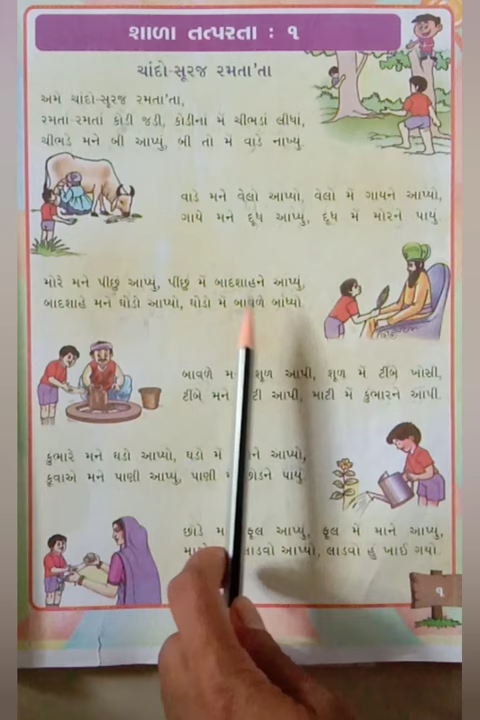 શાળા તત્પરતા : ૧
ચાંદો-સૂરજ રમતા'તા
અમે ચાંદો-સૂરજ રમતા'તા,
રમતાં-રમતાં કોડી જડી, કોડીનાં મેં ચીભડાં લીધાં,
ચીભડે મને બી આપ્યું, બી તો મેં વાડે નાખ્યું.
વાડે મને વેલો આપ્યો, વેલો મેં ગાયને આપ્યો,
ગાયે મને દૂધ આપ્યું, દૂધ મેં મોરને પાયું.
મોરે મને પીંછું આપ્યું, પીંછું મેં બાદશાહને આપ્યું,
બાદશાહે મને ઘોડો આપ્યો, ઘોડો મેં બાવળે બાંધ્યો.
બાવળે શૂળ આપી, શૂળ મેં ટીંબે ખોસી,
ટીંબે મને આપી, માટી મેં કુંભારને આપી.
કુંભારે મને ઘડો આપ્યો, ઘડો મેં આપ્યો,
કૂવાએ મને પાણી આપ્યું, પાણી છોડને પાયું.
છોડે ફૂલ આપ્યું, ફૂલ મેં માને આપ્યું,
લાડવો આપ્યો, લાડવો હું ખાઈ ગયો.
૧